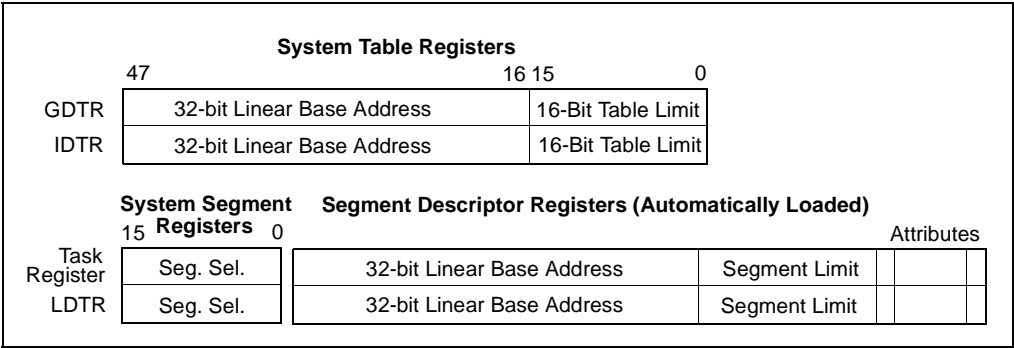 System Table Registers
47 16 15 0
GDTR 32-bit Linear Base Address 16-Bit Table Limit
IDTR 32-bit Linear Base Address 16-Bit Table Limit
System Segment Segment Descriptor Registers (Automatically Loaded)
15 Registers 0 Attributes
Task
Register Seg. Sel. 32-bit Linear Base Address Segment Limit
LDTR Seg. Sel. 32-bit Linear Base Address Segment Limit